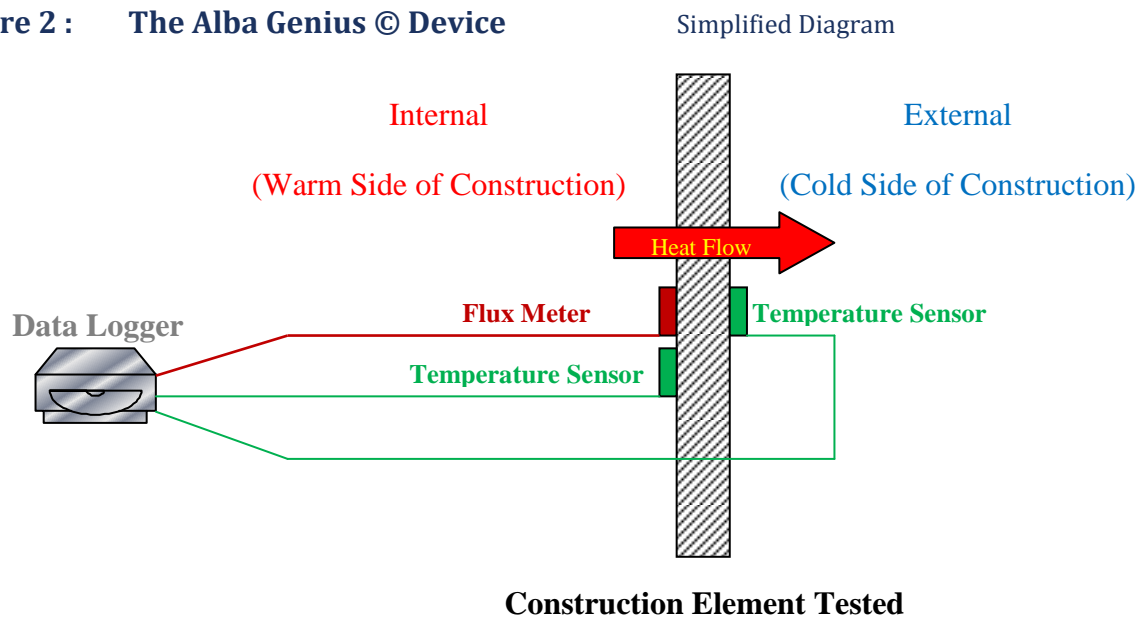 re 2 : The Alba Genius © Device Simplified Diagram
Internal External
(Warm Side of Construction) (Cold Side of Construction)
Heat Flow
Flux Meter Temperature Sensor
Data Logger
Temperature Sensor
Construction Element Tested